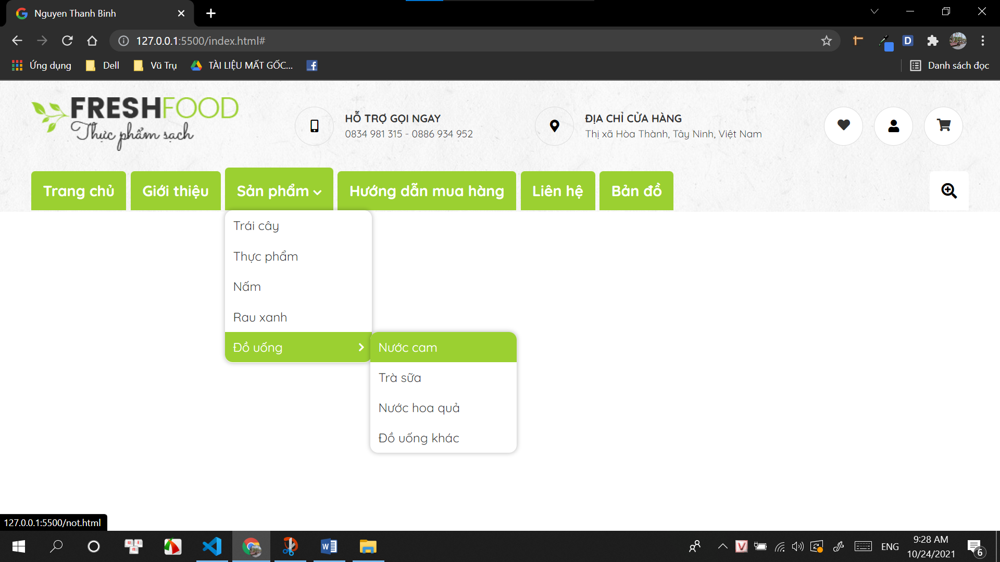 Nguyen Thanh Binh
127.0.0.1:5500/index.html#
Ứng dụng
Dell
Vũ Trụ
TÀI LIỆU MẤT GỐC...
Danh sách đọc
FRESHFOOD
Thực phẩm sạch
HỖ TRỢ GỌI NGAY
0834 981 315 - 0886 934 952
ĐỊA CHỈ CỬA HÀNG
Thị xã Hòa Thành, Tây Ninh, Việt Nam
Trang chủ
Giới thiệu
Sản phẩm
Hướng dẫn mua hàng
Liên hệ
Bản đồ
Trái cây
Thực phẩm
Nấm
Rau xanh
Đồ uống
Nước cam
Trà sữa
Nước hoa quả
Đồ uống khác
127.0.0.1:5500/not.html
ENG
9:28 AM
10/24/2021
6